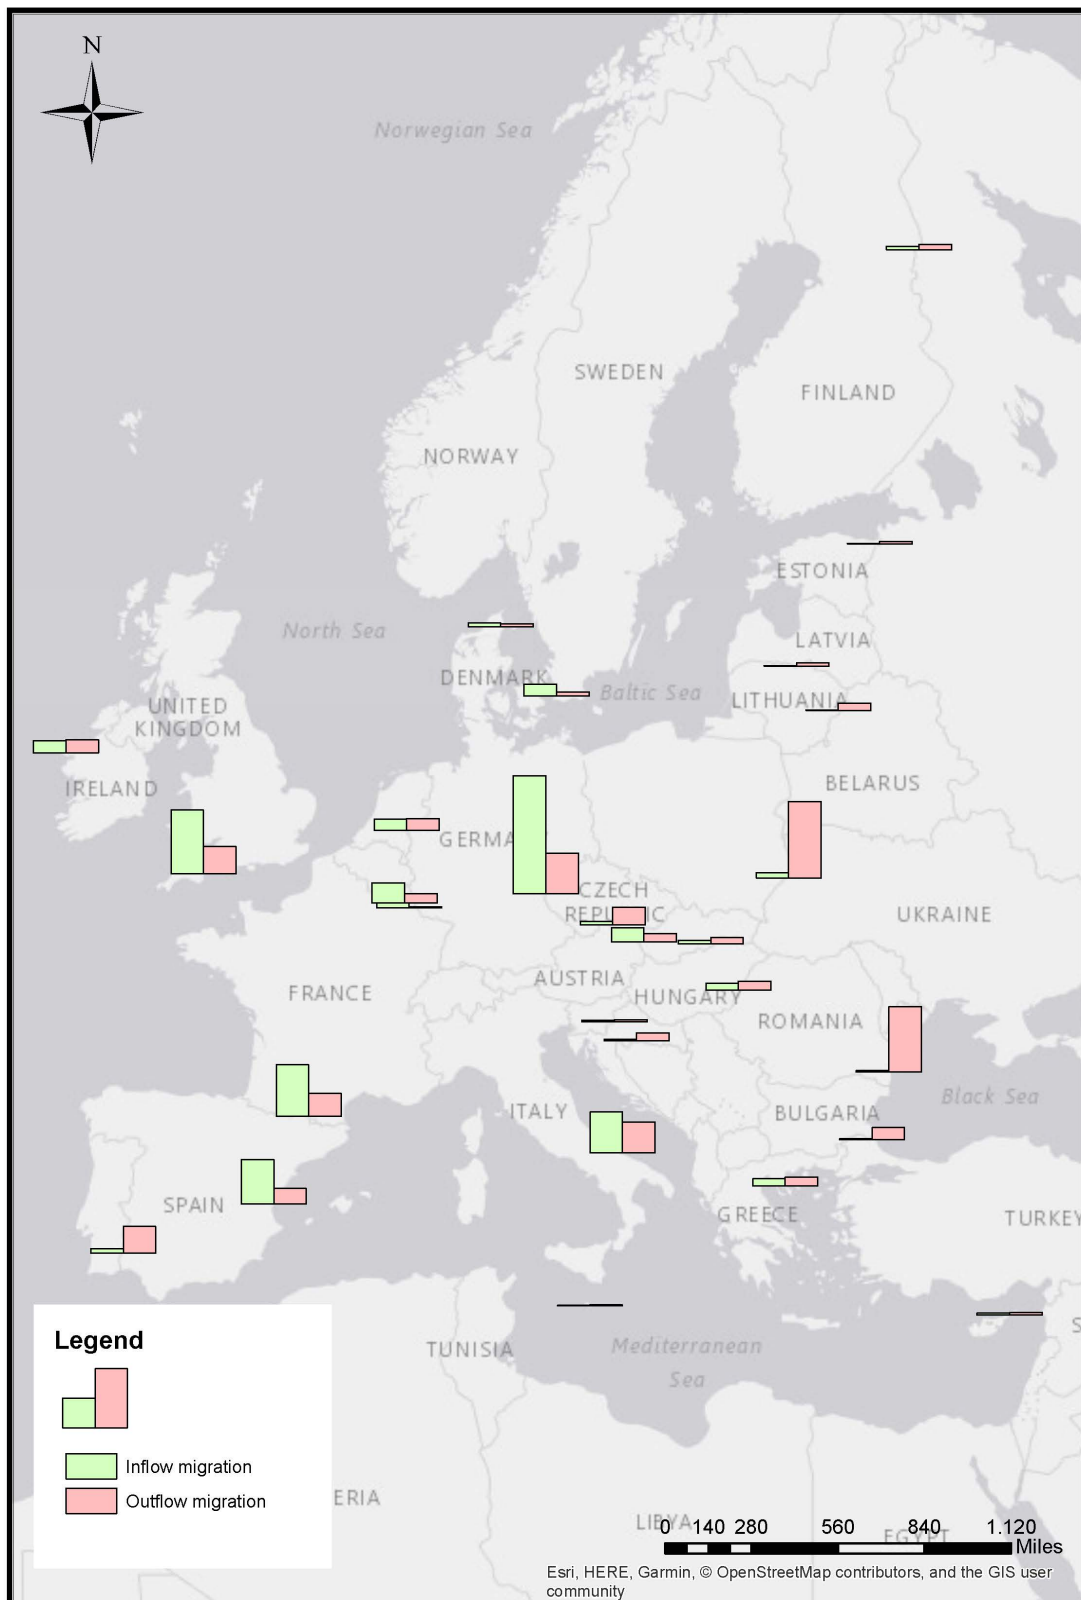 N
Norwegian Sea
SWEDEN
FINLAND
NORWAY
ESTONIA
North Sea
LATVIA
DENMARK
Baltic Sea
LITHUANIA
UNITED
KINGDOM
BELARUS
IRELAND
GERMA
CZECH
REPUBLIC
UKRAINE
AUSTRIA
FRANCE
HUNGARY
ROMANIA
Black Sea
ITALY
BULGARIA
SPAIN
GREECE
TURKEY
S
Legend
TUNISIA
Mediterranean
Sea
Inflow migration
Outflow migration
ERIA
LIBYA
EGYPT
0 140 280 560 840 1.120
Miles
Esri, HERE, Garmin, © OpenStreetMap contributors, and the GIS user
community